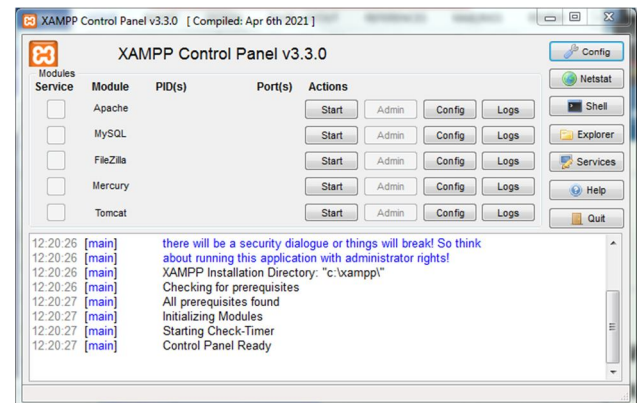 XAMPP Control Panel v3.3.0 [ Compiled: Apr 6th 2021 ]
XAMPP Control Panel v3.3.0
Config
Modules
Service Module PID(s) Port(s) Actions
Netstat
Apache Start Admin Config Logs
Shell
MySQL Start Admin Config Logs
Explorer
FileZilla Start Admin Config Logs
Services
Mercury Start Admin Config Logs
Help
Tomcat Start Admin Config Logs
Quit
12:20:26 [main] there will be a security dialogue or things will break! So think
12:20:26 [main] about running this application with administrator rights!
12:20:26 [main] XAMPP Installation Directory: "c:\xampp\"
12:20:26 [main] Checking for prerequisites
12:20:27 [main] All prerequisites found
12:20:27 [main] Initializing Modules
12:20:27 [main] Starting Check-Timer
12:20:27 [main] Control Panel Ready